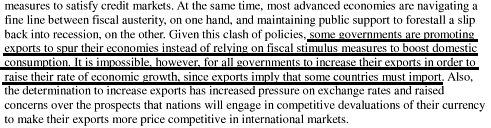 measures to satisfy credit markets. At the same time, most advanced economies are navigating a
fine line between fiscal austerity, on one hand, and maintaining public support to forestall a slip
back into recession, on the other. Given this clash of policies, some governments are promoting
exports to spur their economies instead of relying on fiscal stimulus measures to boost domestic
consumption. It is impossible, however, for all governments to increase their exports in order to
raise their rate of economic growth, since exports imply that some countries must import. Also,
the determination to increase exports has increased pressure on exchange rates and raised
concerns over the prospects that nations will engage in competitive devaluations of their currency
to make their exports more price competitive in international markets.